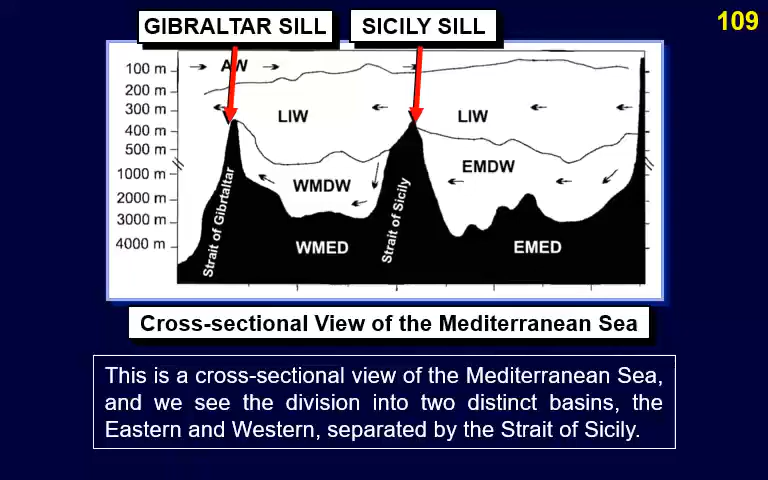 GIBRALTAR SILL
SICILY SILL
109
100 m
200 m
300 m
400 m
500 m
1000 m
2000 m
3000 m
4000 m
AW
LIW
LIW
WMDW
EMDW
Strait of Gibrtaltar
Strait of Sicily
WMED
EMED
Cross-sectional View of the Mediterranean Sea
This is a cross-sectional view of the Mediterranean Sea,
and we see the division into two distinct basins, the
Eastern and Western, separated by the Strait of Sicily.